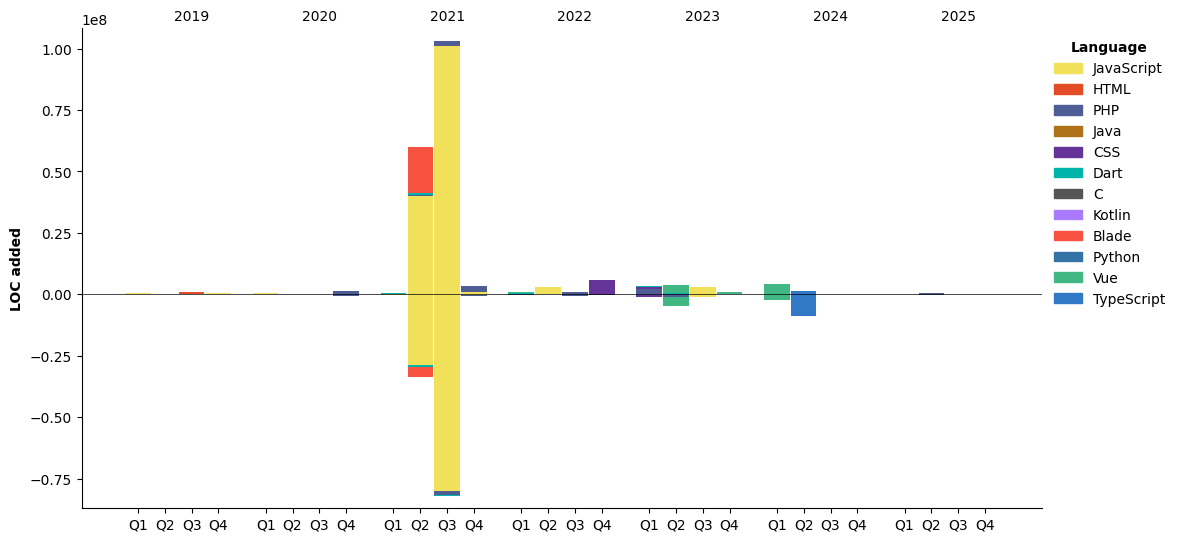 2019 2020 2021 2022 2023 2024 2025
1e8
Language
JavaScript
HTML
PHP
Java
CSS
Dart
C
Kotlin
Blade
Python
Vue
TypeScript
LOC added
1.00
0.75
0.50
0.25
0.00
−0.25
−0.50
−0.75
Q1 Q2 Q3 Q4 Q1 Q2 Q3 Q4 Q1 Q2 Q3 Q4 Q1 Q2 Q3 Q4 Q1 Q2 Q3 Q4 Q1 Q2 Q3 Q4 Q1 Q2 Q3 Q4